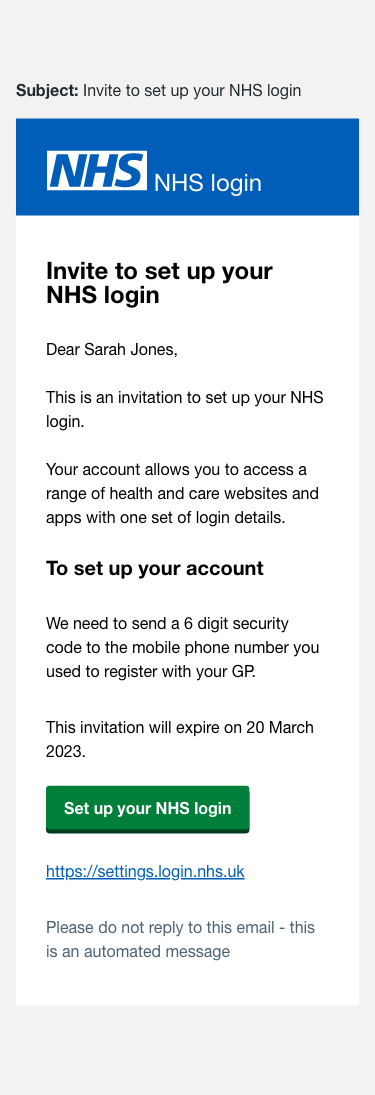 Subject: Invite to set up your NHS login
NHS NHS login
Invite to set up your
NHS login
Dear Sarah Jones,
This is an invitation to set up your NHS
login.
Your account allows you to access a
range of health and care websites and
apps with one set of login details.
To set up your account
We need to send a 6 digit security
code to the mobile phone number you
used to register with your GP.
This invitation will expire on 20 March
2023.
Set up your NHS login
https://settings.login.nhs.uk
Please do not reply to this email - this
is an automated message